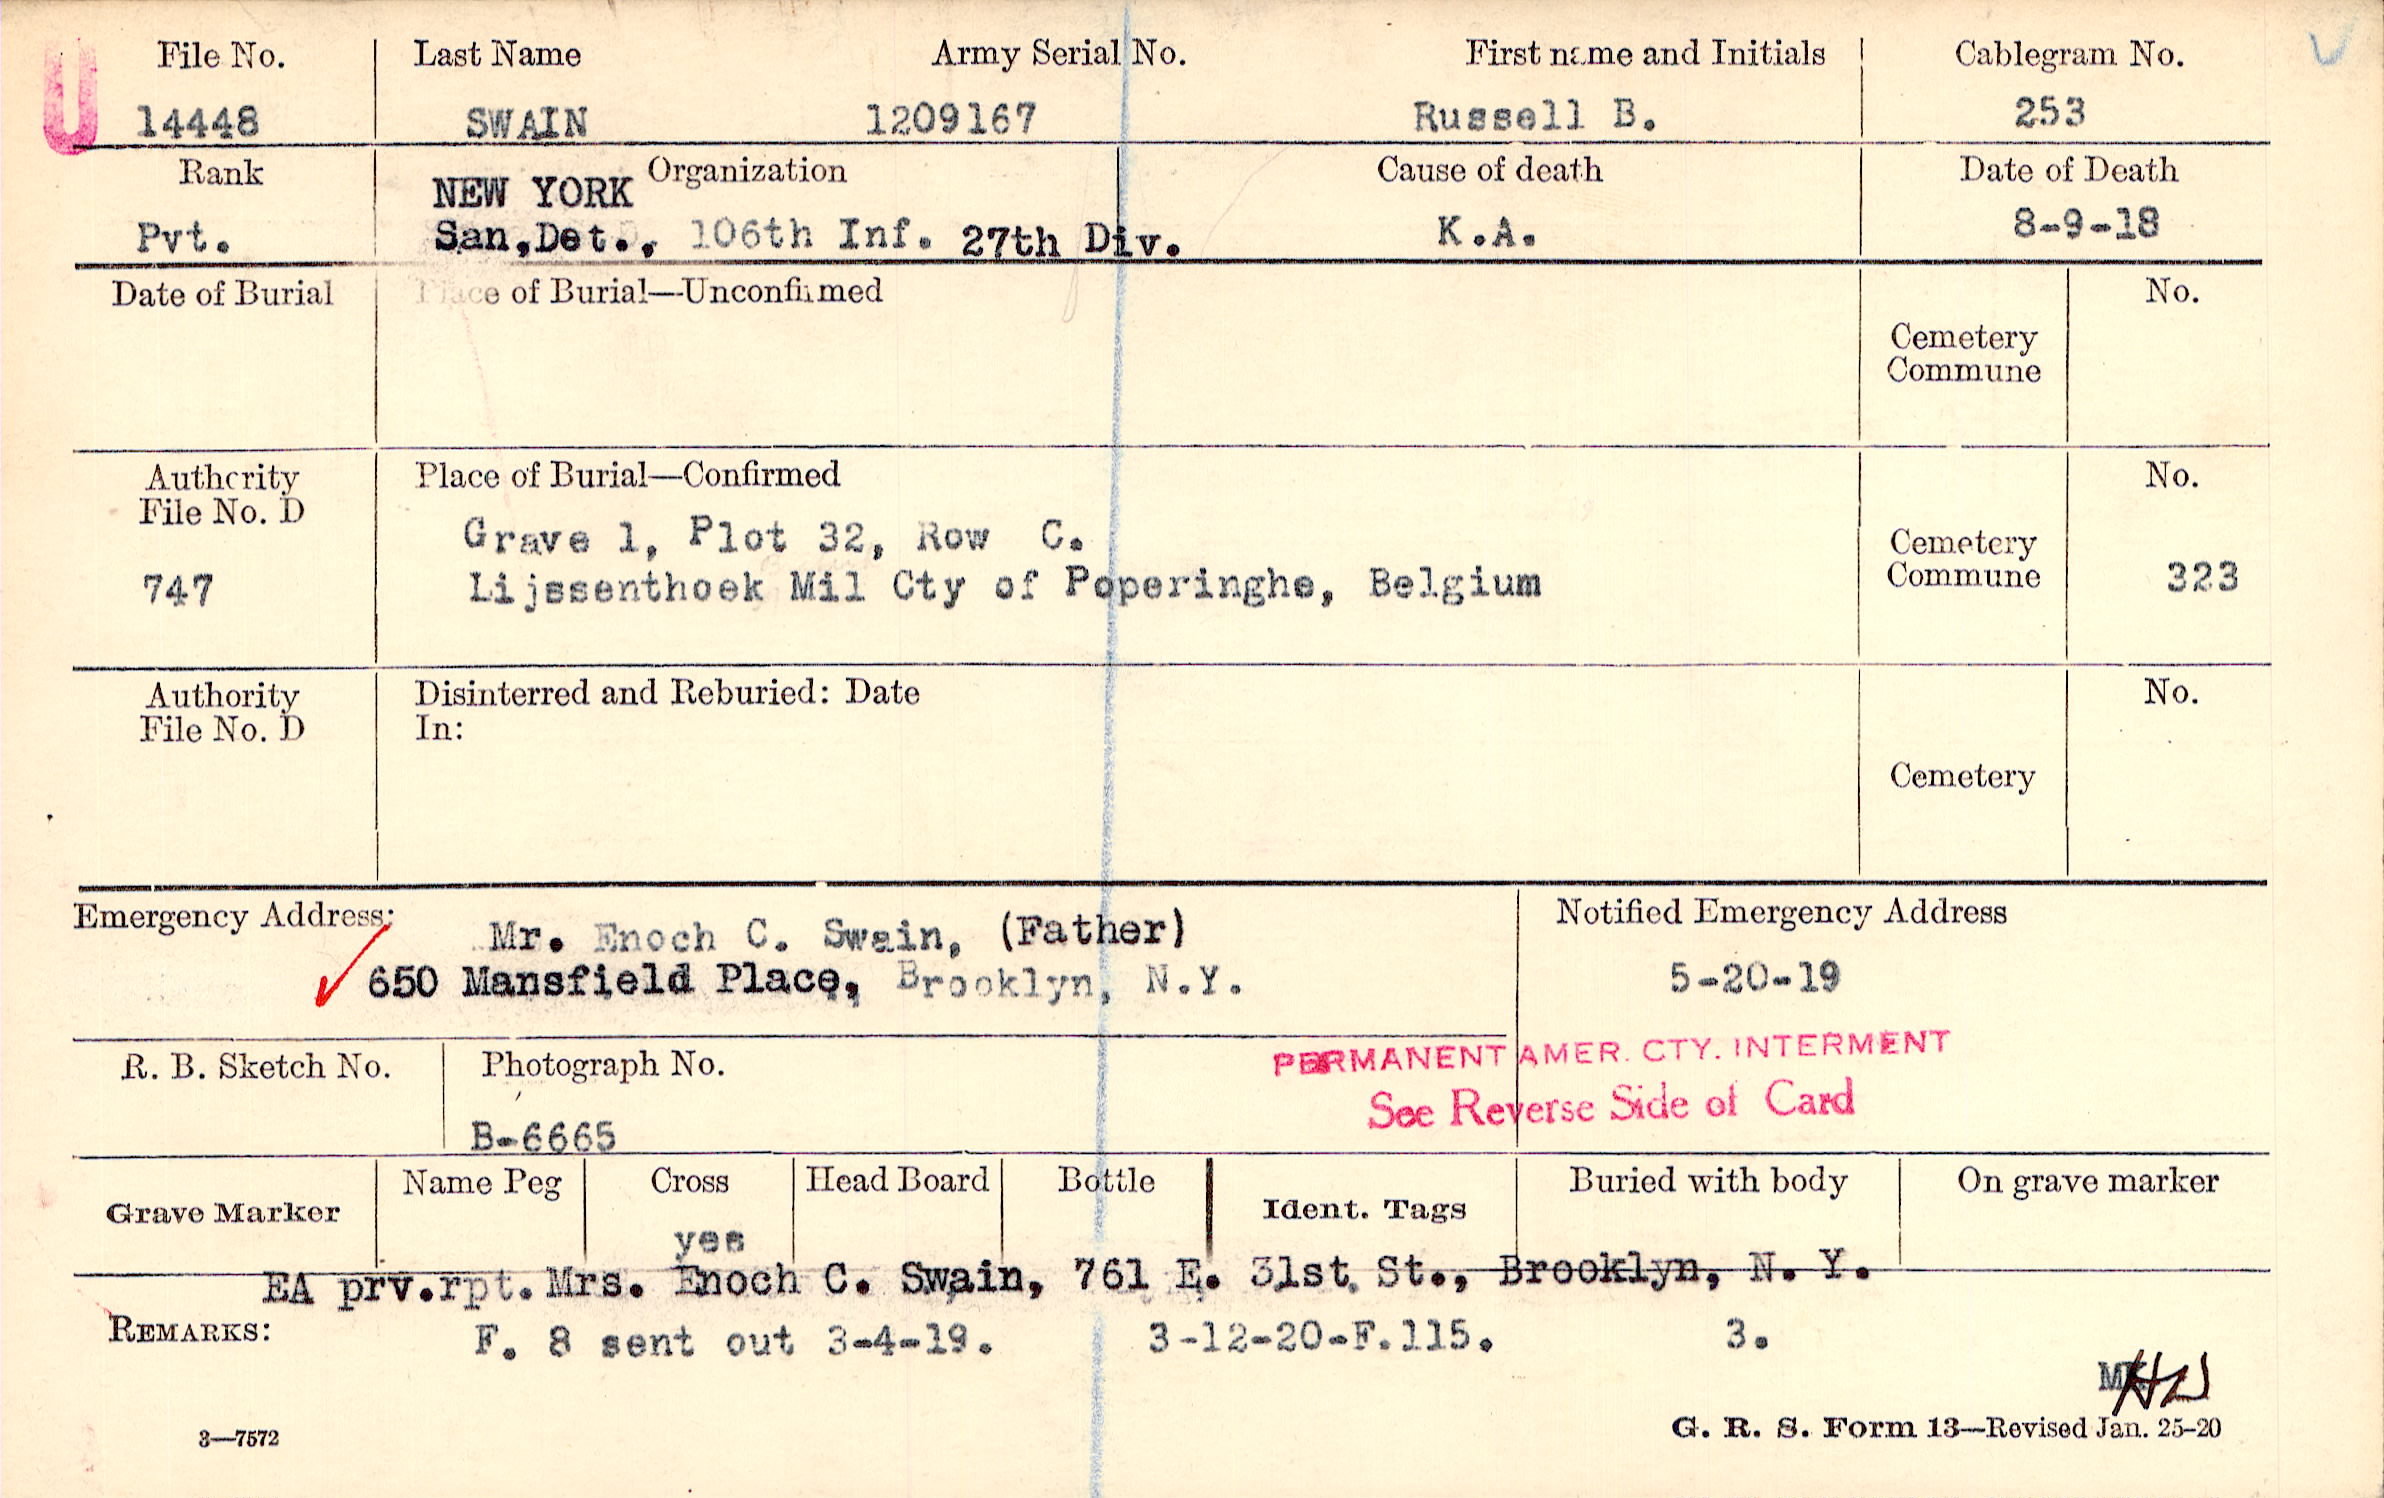 U
File No. Last Name Army Serial No. First name and Initials Cablegram No.
14448 SWAIN 1209167 Russell B. 253
Rank Organization Cause of death Date of Death
NEW YORK
Pvt. San,Det., 106th Inf. 27th Div. K.A. 8-9-18
Date of Burial Place of Burial—Unconfirmed No.
Cemetery
Commune
Authority Place of Burial—Confirmed No.
File No. D
Grave 1, Plot 32, Row C.
Cemetery
747 Lijssenthoek Mil Cty of Poperinghe, Belgium Commune 323
Authority Disinterred and Reburied: Date No.
File No. D In:
Cemetery
Emergency Address: Notified Emergency Address
Mr. Enoch C. Swain, (Father)
650 Mansfield Place, Brooklyn, N.Y. 5-20-19
PERMANENT AMER. CTY. INTERMENT
R. B. Sketch No. Photograph No.
See Reverse Side of Card
B-6665
Grave Marker Name Peg Cross Head Board Bottle Ident. Tags Buried with body On grave marker
yes
EA prv.rpt. Mrs. Enoch C. Swain, 761 E. 31st. St., Brooklyn, N. Y.
REMARKS: F. 8 sent out 3-4-19. 3-12-20-F.115. 3.
3—7572
G. R. S. Form 13—Revised Jan. 25-20